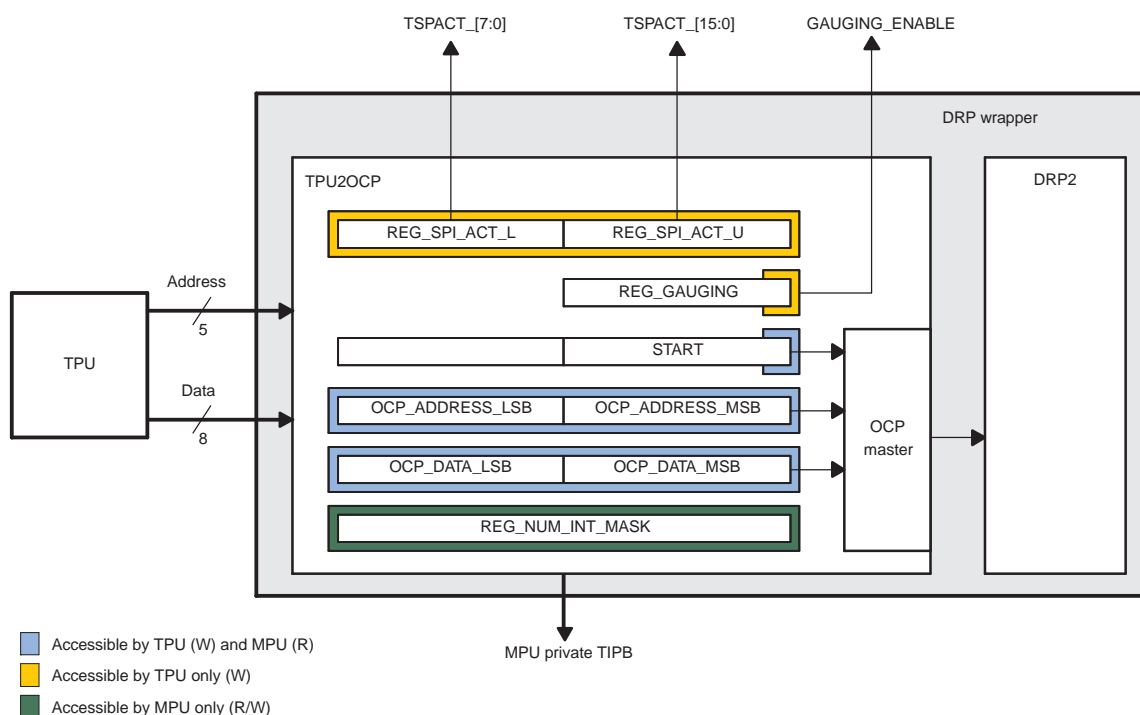 TSPACT_[7:0]
TSPACT_[15:0]
GAUGING_ENABLE
DRP wrapper
TPU2OCP
DRP2
REG_SPI_ACT_L
REG_SPI_ACT_U
Address
REG_GAUGING
5
TPU
START
Data
8
OCP_ADDRESS_LSB
OCP_ADDRESS_MSB
OCP
master
OCP_DATA_LSB
OCP_DATA_MSB
REG_NUM_INT_MASK
MPU private TIPB
Accessible by TPU (W) and MPU (R)
Accessible by TPU only (W)
Accessible by MPU only (R/W)